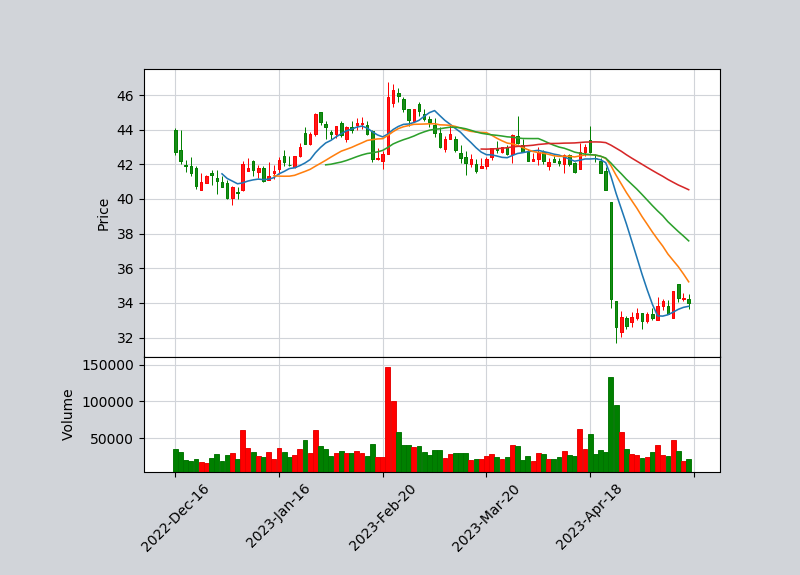 46
44
42
40
38
36
34
32
Price
150000
100000
50000
Volume
2022-Dec-16
2023-Jan-16
2023-Feb-20
2023-Mar-20
2023-Apr-18